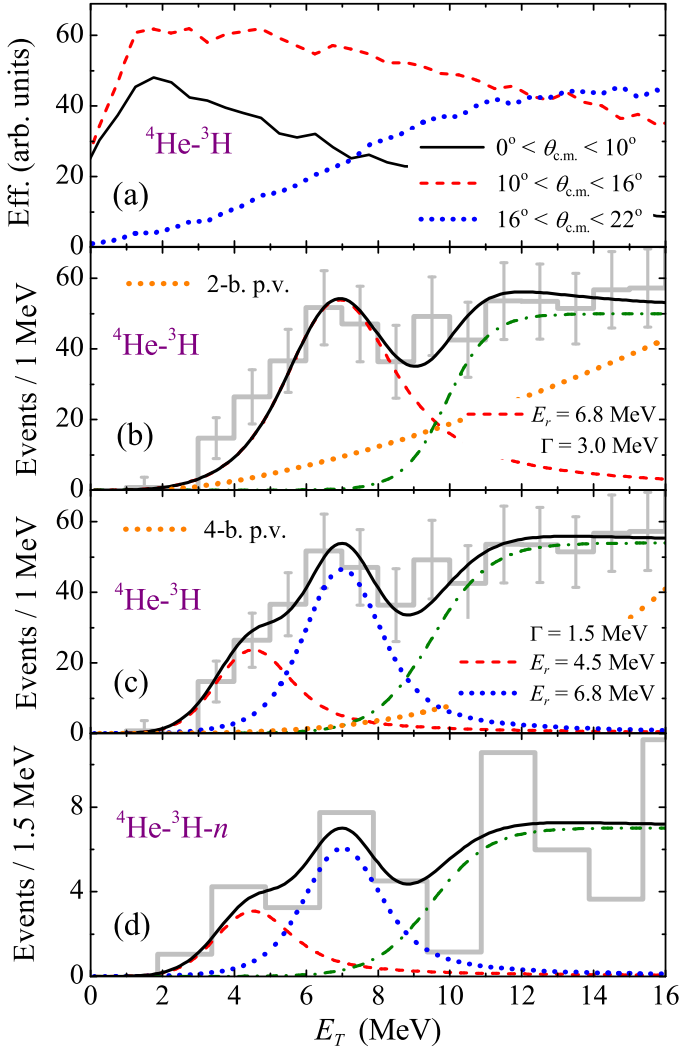 60
40
20
0
Eff. (arb. units)
⁴He-³H
(a)
0° < θc.m. < 10°
10° < θc.m. < 16°
16° < θc.m. < 22°
60
40
20
0
Events / 1 MeV
2-b. p.v.
⁴He-³H
(b)
Eᵣ = 6.8 MeV
Γ = 3.0 MeV
60
40
20
0
Events / 1 MeV
4-b. p.v.
⁴He-³H
(c)
Γ = 1.5 MeV
Eᵣ = 4.5 MeV
Eᵣ = 6.8 MeV
8
4
0
Events / 1.5 MeV
⁴He-³H-n
(d)
0 2 4 6 8 10 12 14 16
E_T (MeV)